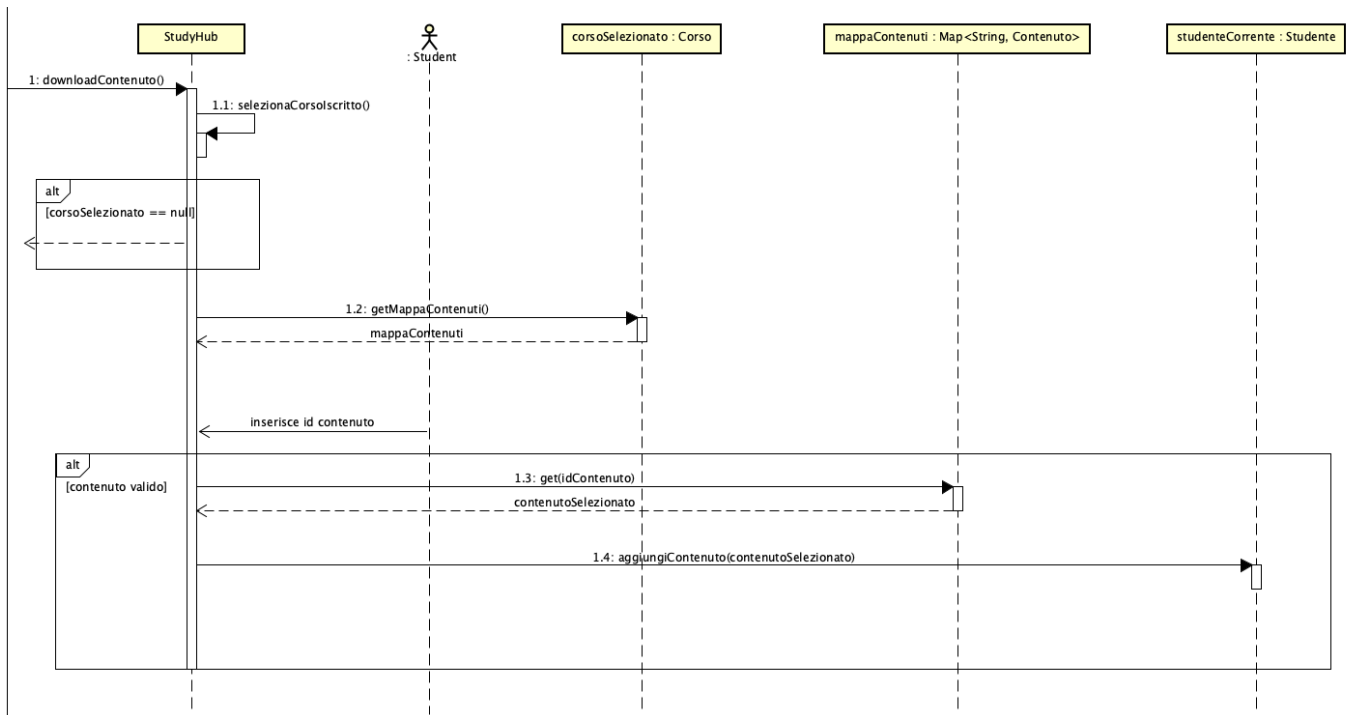 StudyHub
: Student
corsoSelezionato : Corso
mappaContenuti : Map<String, Contenuto>
studenteCorrente : Studente
1: downloadContenuto()
1.1: selezionaCorsoIscritto()
alt
[corsoSelezionato == null]
1.2: getMappaContenuti()
mappaContenuti
inserisce id contenuto
alt
[contenuto valido]
1.3: get(idContenuto)
contenutoSelezionato
1.4: aggiungiContenuto(contenutoSelezionato)